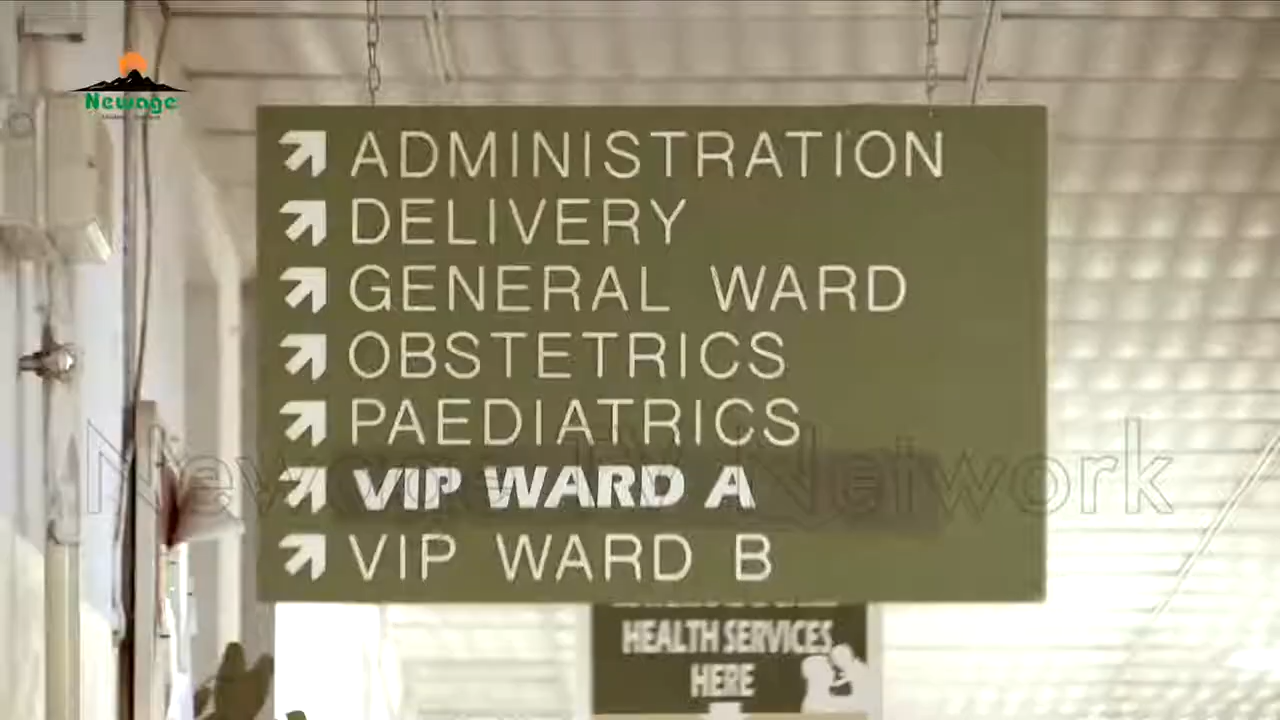 Newage
ADMINISTRATION
DELIVERY
GENERAL WARD
OBSTETRICS
PAEDIATRICS
VIP WARD A
VIP WARD B
Newage TV Network
HEALTH SERVICES
HERE